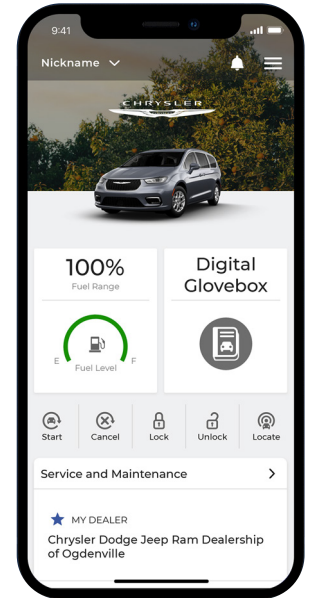 9:41
Nickname
CHRYSLER
100%
Fuel Range
E
F
Fuel Level
Digital
Glovebox
Start
Cancel
Lock
Unlock
Locate
Service and Maintenance
MY DEALER
Chrysler Dodge Jeep Ram Dealership
of Ogdenville